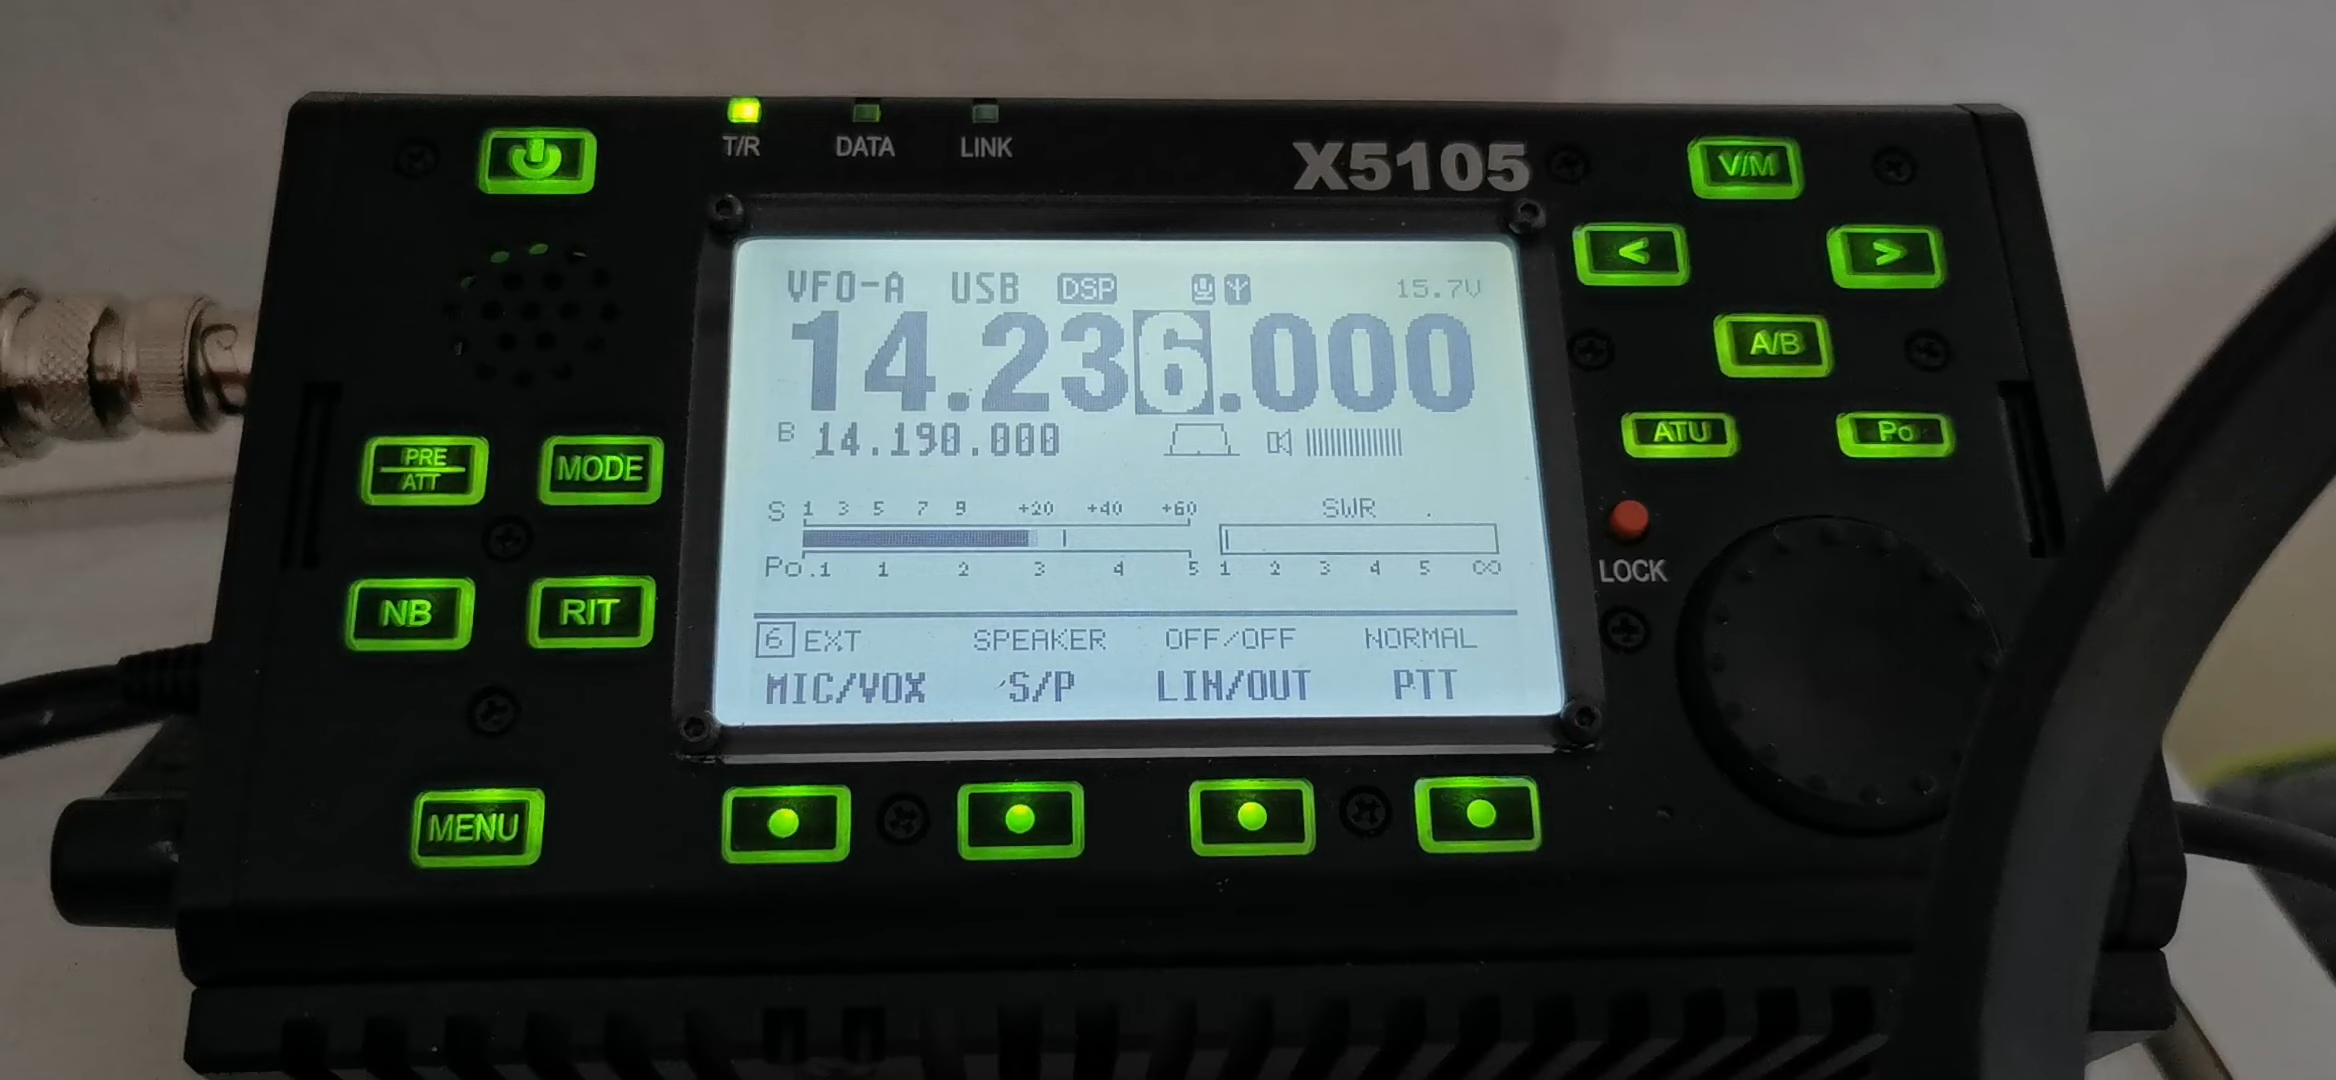 T/R DATA LINK
X5105
V/M
< >
A/B
ATU Po
LOCK
PRE
ATT
MODE
NB RIT
MENU
VFO-A USB DSP 15.7V
14.236.000
B 14.190.000
S 1 3 5 7 9 +20 +40 +60 SWR
Po .1 1 2 3 4 5 1 2 3 4 5 ∞
6 EXT SPEAKER OFF/OFF NORMAL
MIC/VOX S/P LIN/OUT PTT